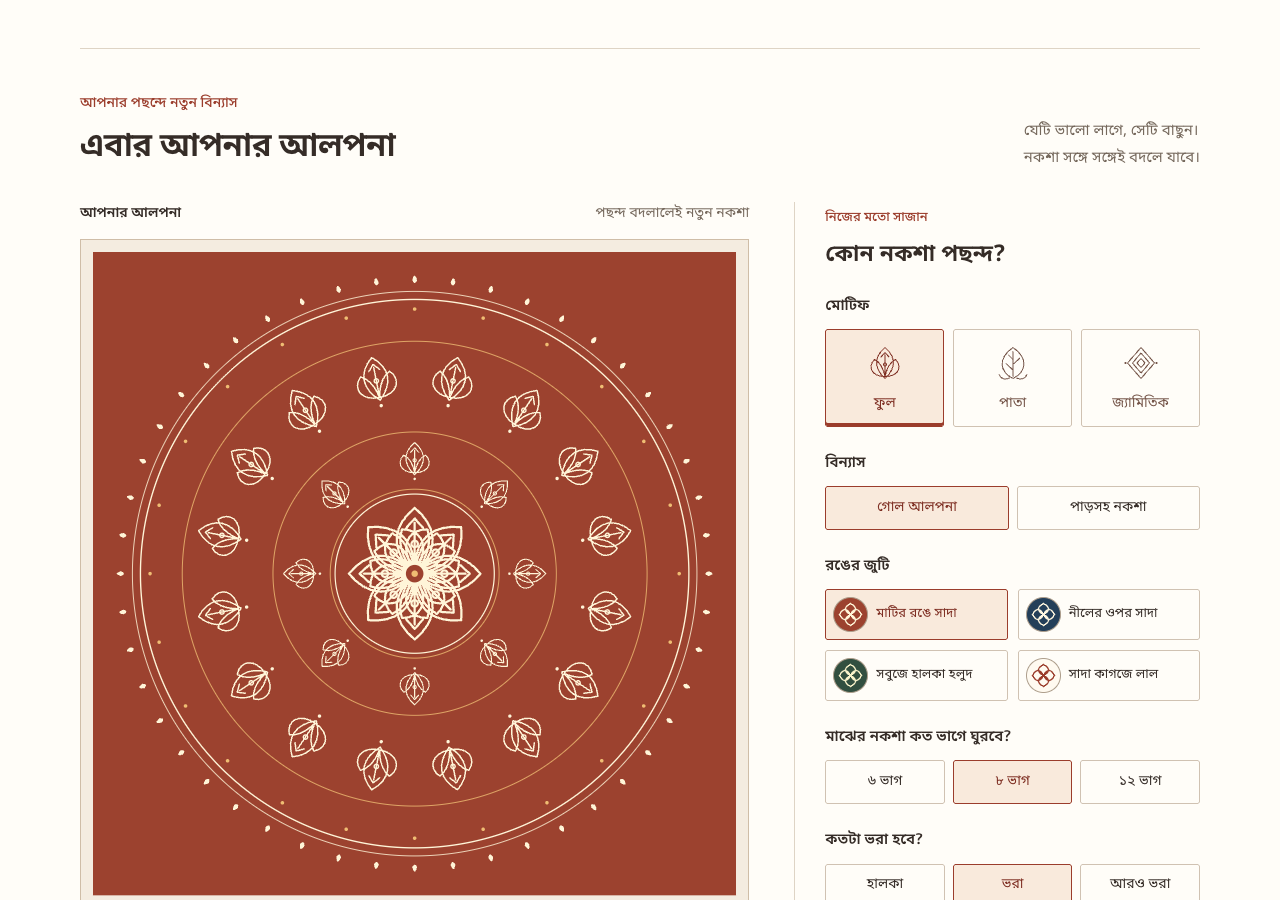 আপনার পছন্দে নতুন বিন্যাস
এবার আপনার আলপনা
যেটি ভালো লাগে, সেটি বাছুন।
নকশা সঙ্গে সঙ্গেই বদলে যাবে।
আপনার আলপনা
পছন্দ বদলালেই নতুন নকশা
নিজের মতো সাজান
কোন নকশা পছন্দ?
মোটিফ
ফুল
পাতা
জ্যামিতিক
বিন্যাস
গোল আলপনা
পাড়সহ নকশা
রঙের জুটি
মাটির রঙে সাদা
নীলের ওপর সাদা
সবুজে হালকা হলুদ
সাদা কাগজে লাল
মাঝের নকশা কত ভাগে ঘুরবে?
৬ ভাগ
৮ ভাগ
১২ ভাগ
কতটা ভরা হবে?
হালকা
ভরা
আরও ভরা